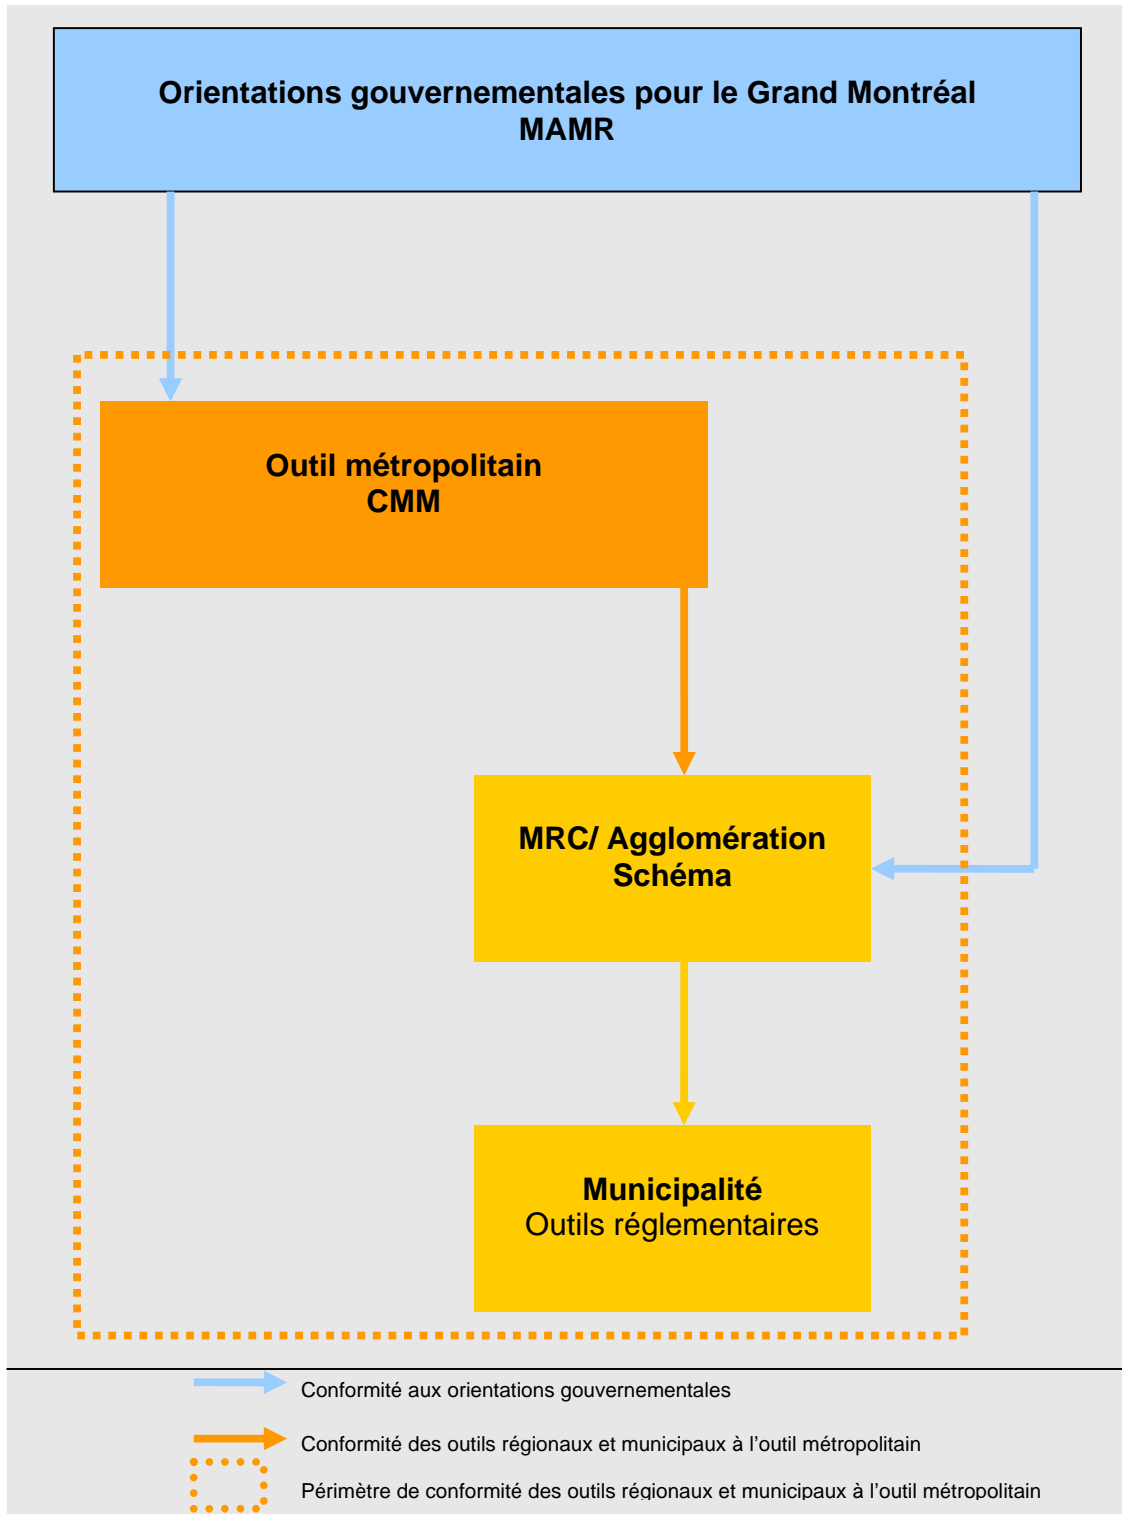 Orientations gouvernementales pour le Grand Montréal
MAMR
Outil métropolitain
CMM
MRC/ Agglomération
Schéma
Municipalité
Outils réglementaires
Conformité aux orientations gouvernementales
Conformité des outils régionaux et municipaux à l’outil métropolitain
Périmètre de conformité des outils régionaux et municipaux à l’outil métropolitain